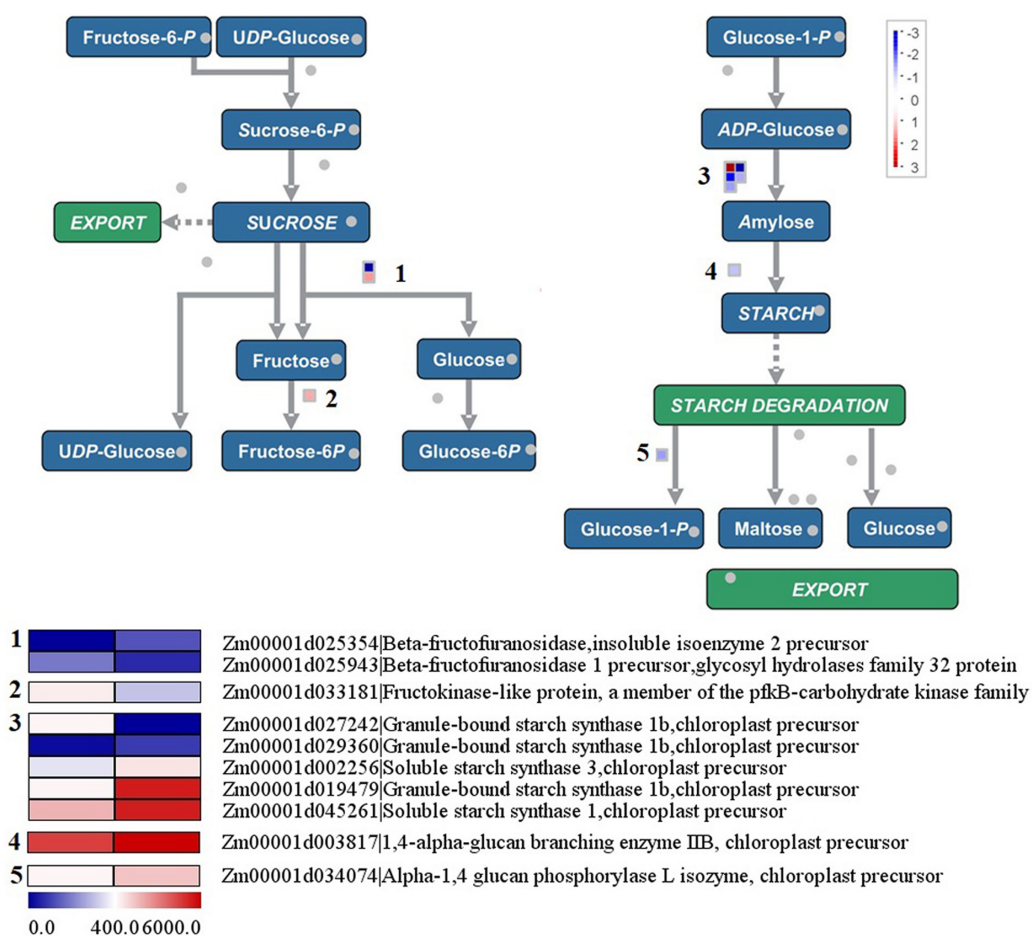 Fructose-6-P
UDP-Glucose
Glucose-1-P
-3
-2
-1
0
1
2
3
Sucrose-6-P
ADP-Glucose
3
EXPORT
SUCROSE
Amylose
1
4
STARCH
Fructose
Glucose
2
STARCH DEGRADATION
UDP-Glucose
Fructose-6P
Glucose-6P
5
Glucose-1-P
Maltose
Glucose
EXPORT
1
Zm00001d025354|Beta-fructofuranosidase,insoluble isoenzyme 2 precursor
Zm00001d025943|Beta-fructofuranosidase 1 precursor,glycosyl hydrolases family 32 protein
2
Zm00001d033181|Fructokinase-like protein, a member of the pfkB-carbohydrate kinase family
3
Zm00001d027242|Granule-bound starch synthase 1b,chloroplast precursor
Zm00001d029360|Granule-bound starch synthase 1b,chloroplast precursor
Zm00001d002256|Soluble starch synthase 3,chloroplast precursor
Zm00001d019479|Granule-bound starch synthase 1b,chloroplast precursor
Zm00001d045261|Soluble starch synthase 1,chloroplast precursor
4
Zm00001d003817|1,4-alpha-glucan branching enzyme IIB, chloroplast precursor
5
Zm00001d034074|Alpha-1,4 glucan phosphorylase L isozyme, chloroplast precursor
0.0 400.0 6000.0